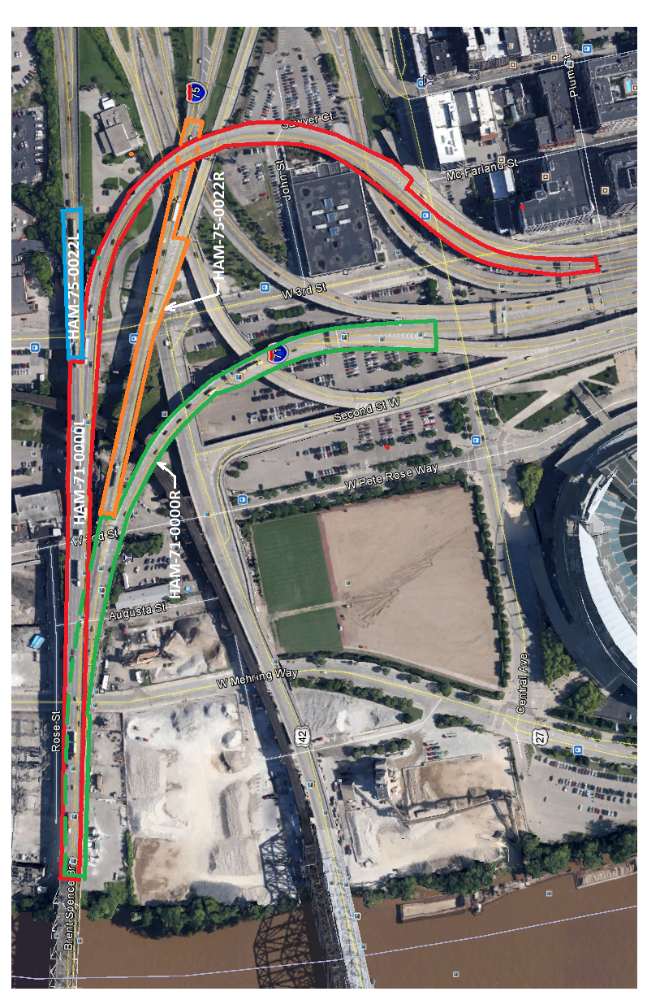 Plum St
75
Sawyer Ct
Mc Farland St
John St
HAM-75-0022R
HAM-75-0022L
W 3rd St
71
Second St W
HAM-71-0000L
W Pete Rose Way
HAM-71-0000R
W 2nd St
Augusta St
W Mehring Way
Central Ave
Rose St
42
27
Brent Spence Br